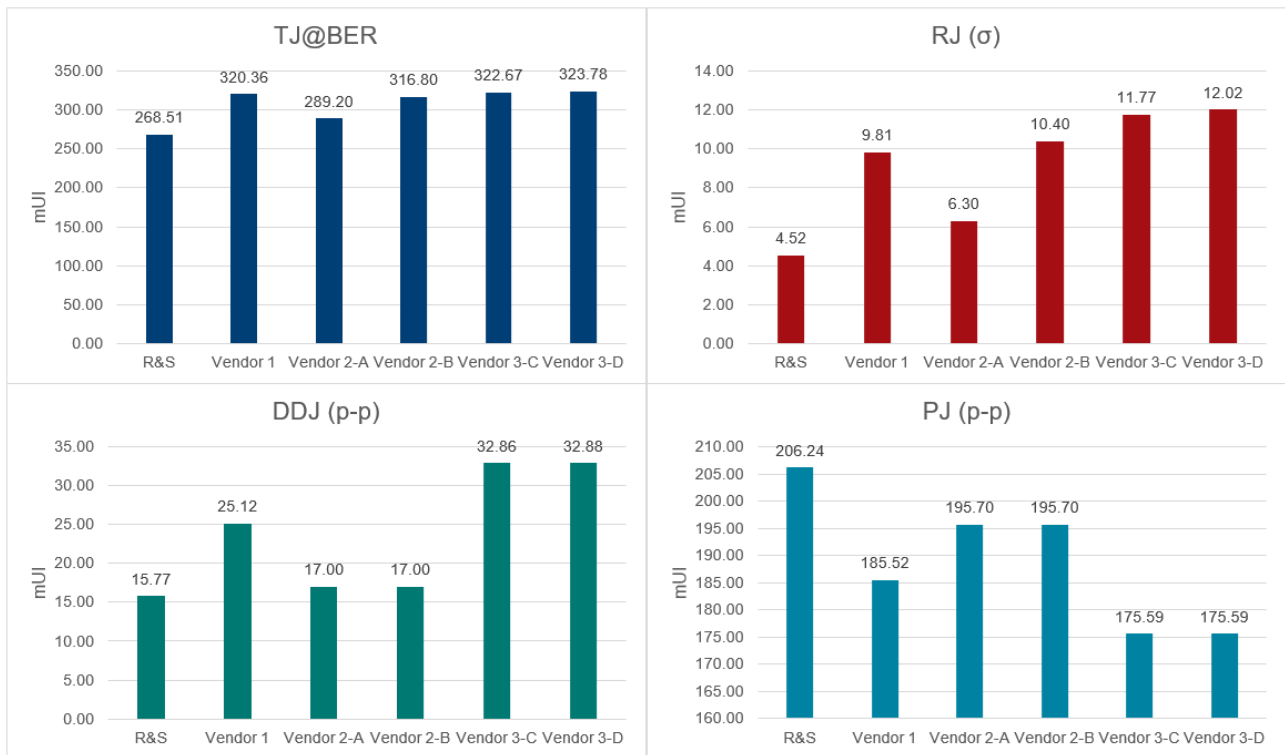 TJ@BER
350.00
300.00
250.00
200.00
150.00
100.00
50.00
0.00
mUI
268.51
320.36
289.20
316.80
322.67
323.78
R&S
Vendor 1
Vendor 2-A
Vendor 2-B
Vendor 3-C
Vendor 3-D
RJ (σ)
14.00
12.00
10.00
8.00
6.00
4.00
2.00
0.00
mUI
4.52
9.81
6.30
10.40
11.77
12.02
R&S
Vendor 1
Vendor 2-A
Vendor 2-B
Vendor 3-C
Vendor 3-D
DDJ (p-p)
35.00
30.00
25.00
20.00
15.00
10.00
5.00
0.00
mUI
15.77
25.12
17.00
17.00
32.86
32.88
R&S
Vendor 1
Vendor 2-A
Vendor 2-B
Vendor 3-C
Vendor 3-D
PJ (p-p)
210.00
205.00
200.00
195.00
190.00
185.00
180.00
175.00
170.00
165.00
160.00
mUI
206.24
185.52
195.70
195.70
175.59
175.59
R&S
Vendor 1
Vendor 2-A
Vendor 2-B
Vendor 3-C
Vendor 3-D